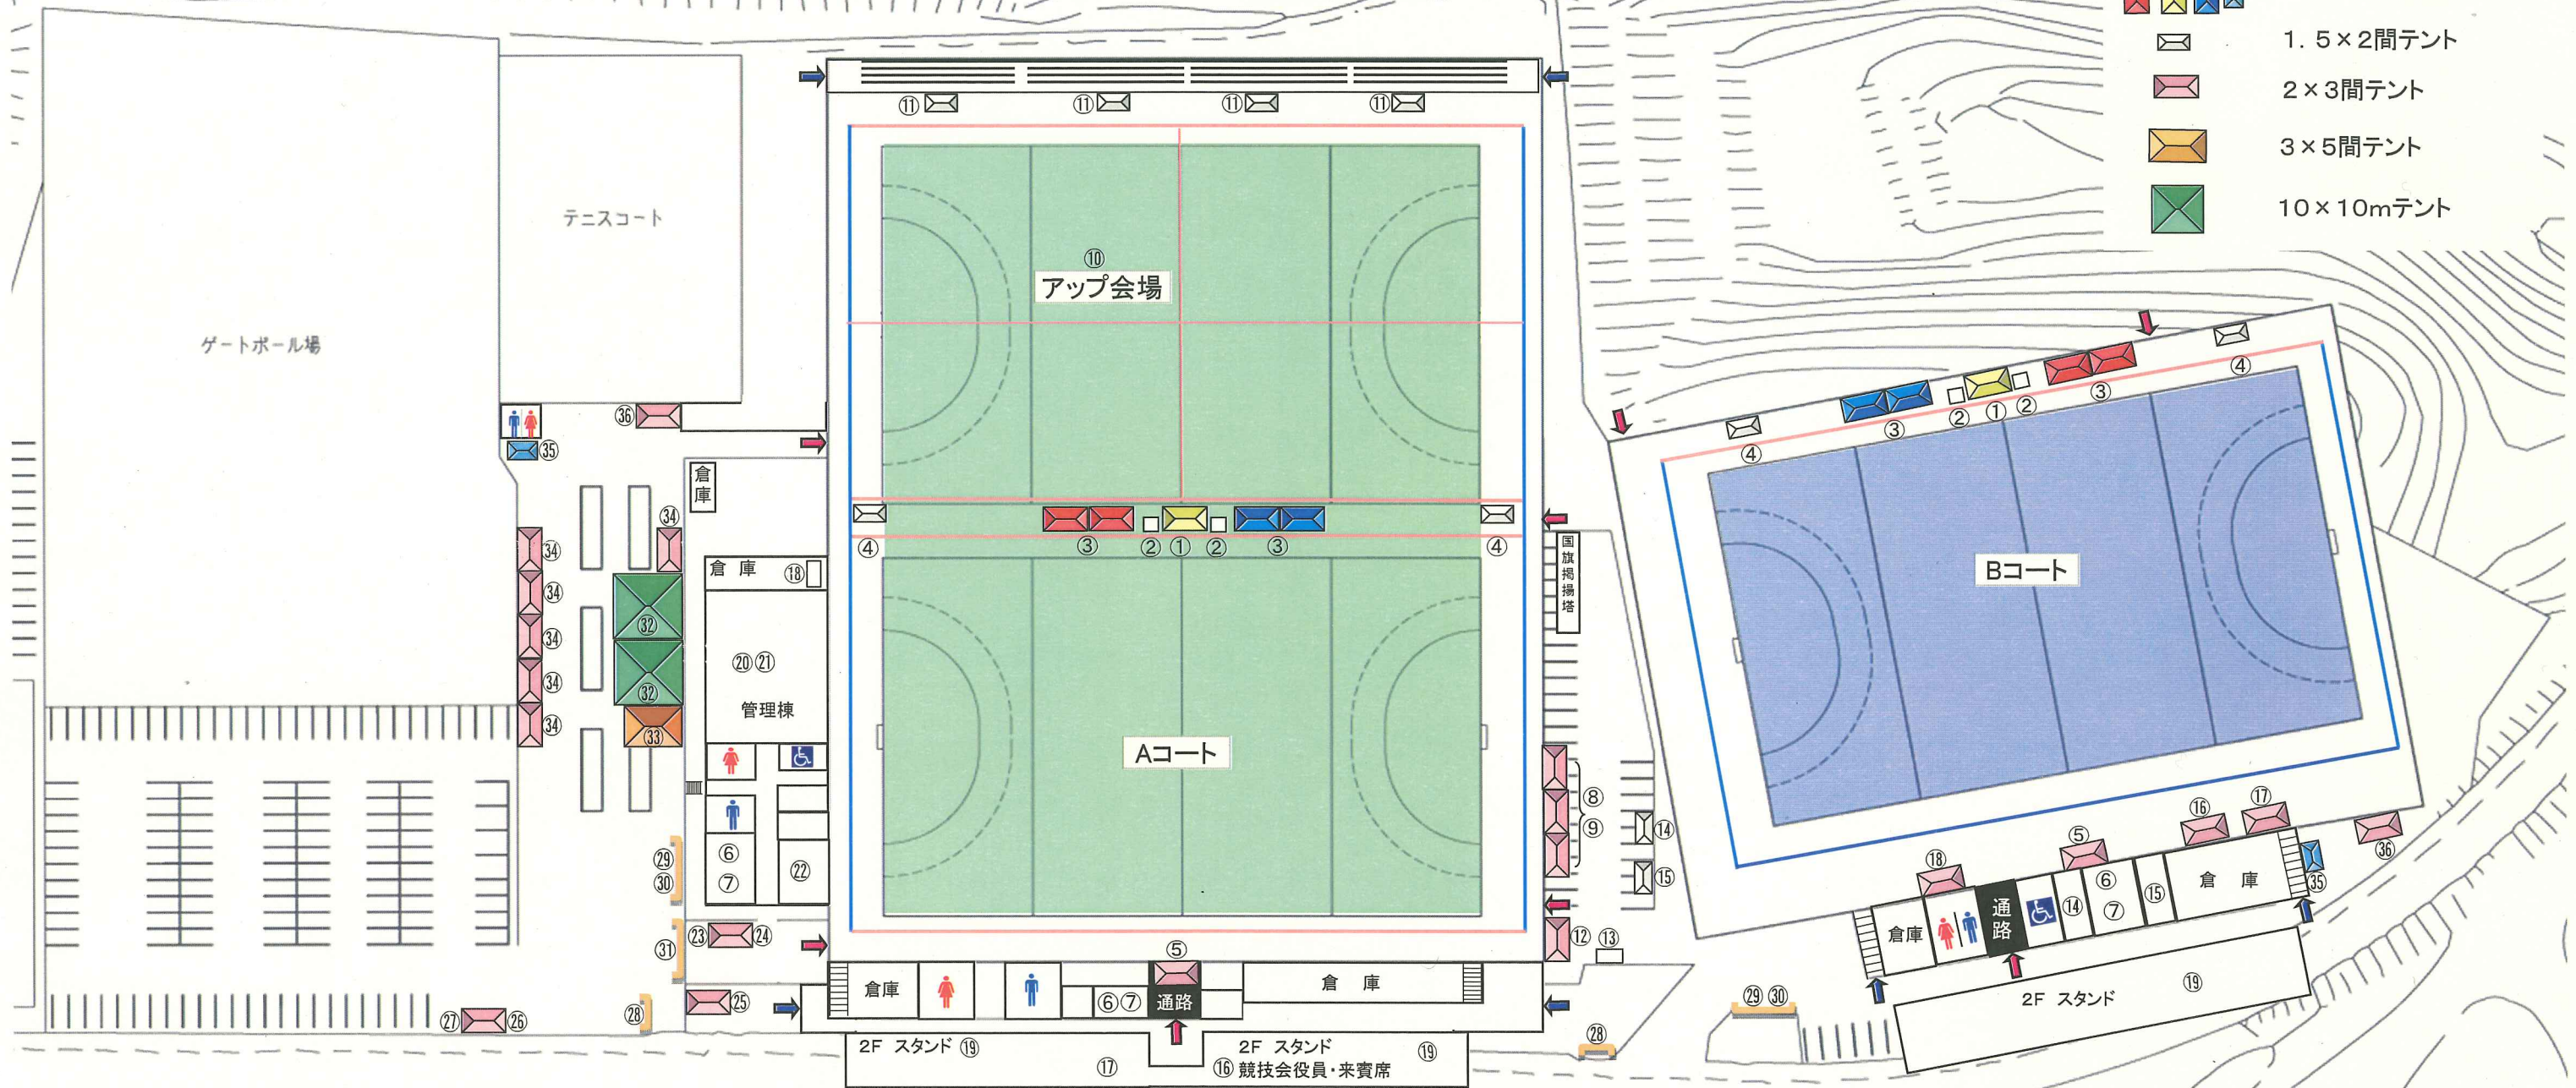 1.5×2間テント
2×3間テント
3×5間テント
10×10mテント
⑪
⑪
⑪
⑪
テニスコート
⑩
アップ会場
ゲートボール場
㊱
㉟
倉庫
㉞
㉞
㉞
㉞
㉞
㉞
㉜
㉜
㉝
④
③
②
①
②
③
④
国旗掲揚塔
倉庫
⑱
⑳㉑
管理棟
Aコート
⑥
⑦
㉒
⑧
⑨
⑭
⑮
⑫
⑬
㉙
㉚
㉛
㉓
㉔
㉕
㉘
㉗
㉖
⑤
倉庫
⑥⑦
通路
倉庫
2F スタンド ⑲
⑰
2F スタンド
⑯ 競技会役員・来賓席
⑲
㉘
④
③
②
①
②
③
④
Bコート
⑱
⑤
⑯
⑰
㊱
㉟
倉庫
通路
⑭
⑥
⑦
⑮
倉庫
2F スタンド
⑲
㉙㉚